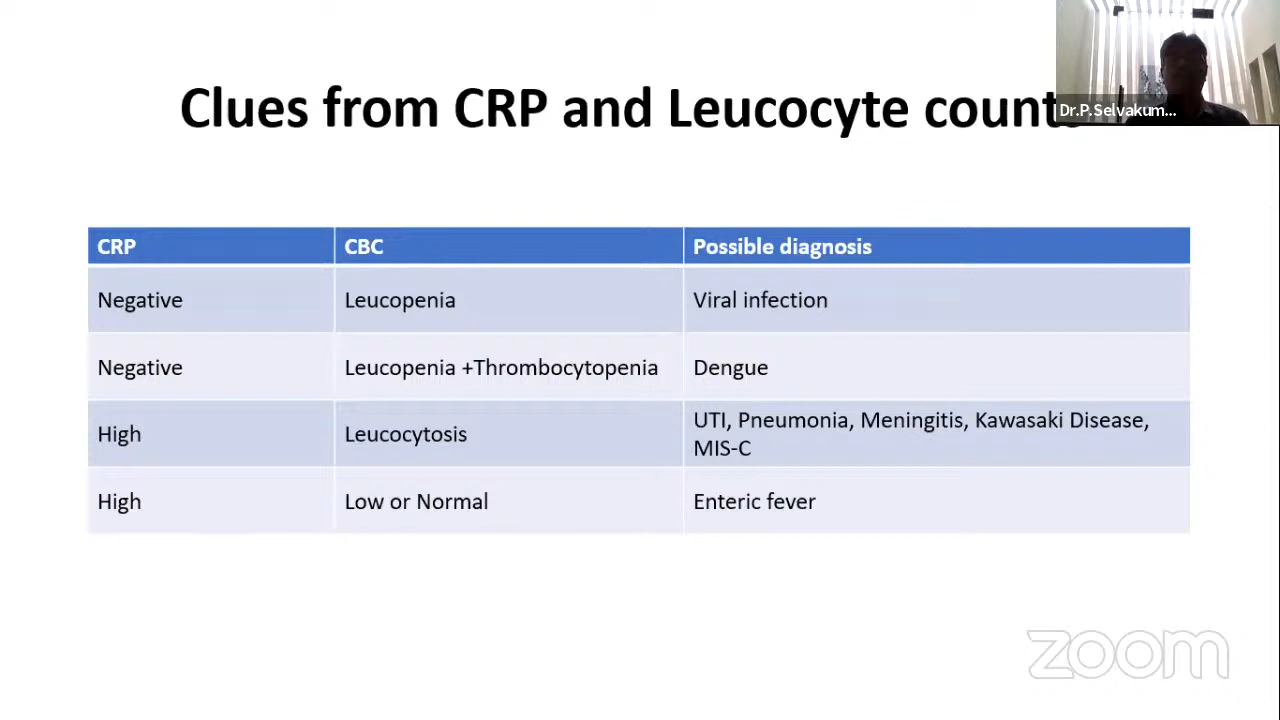 Clues from CRP and Leucocyte counts
Dr.P.Selvakum...
CRP CBC Possible diagnosis
Negative Leucopenia Viral infection
Negative Leucopenia +Thrombocytopenia Dengue
High Leucocytosis UTI, Pneumonia, Meningitis, Kawasaki Disease,
MIS-C
High Low or Normal Enteric fever
zoom